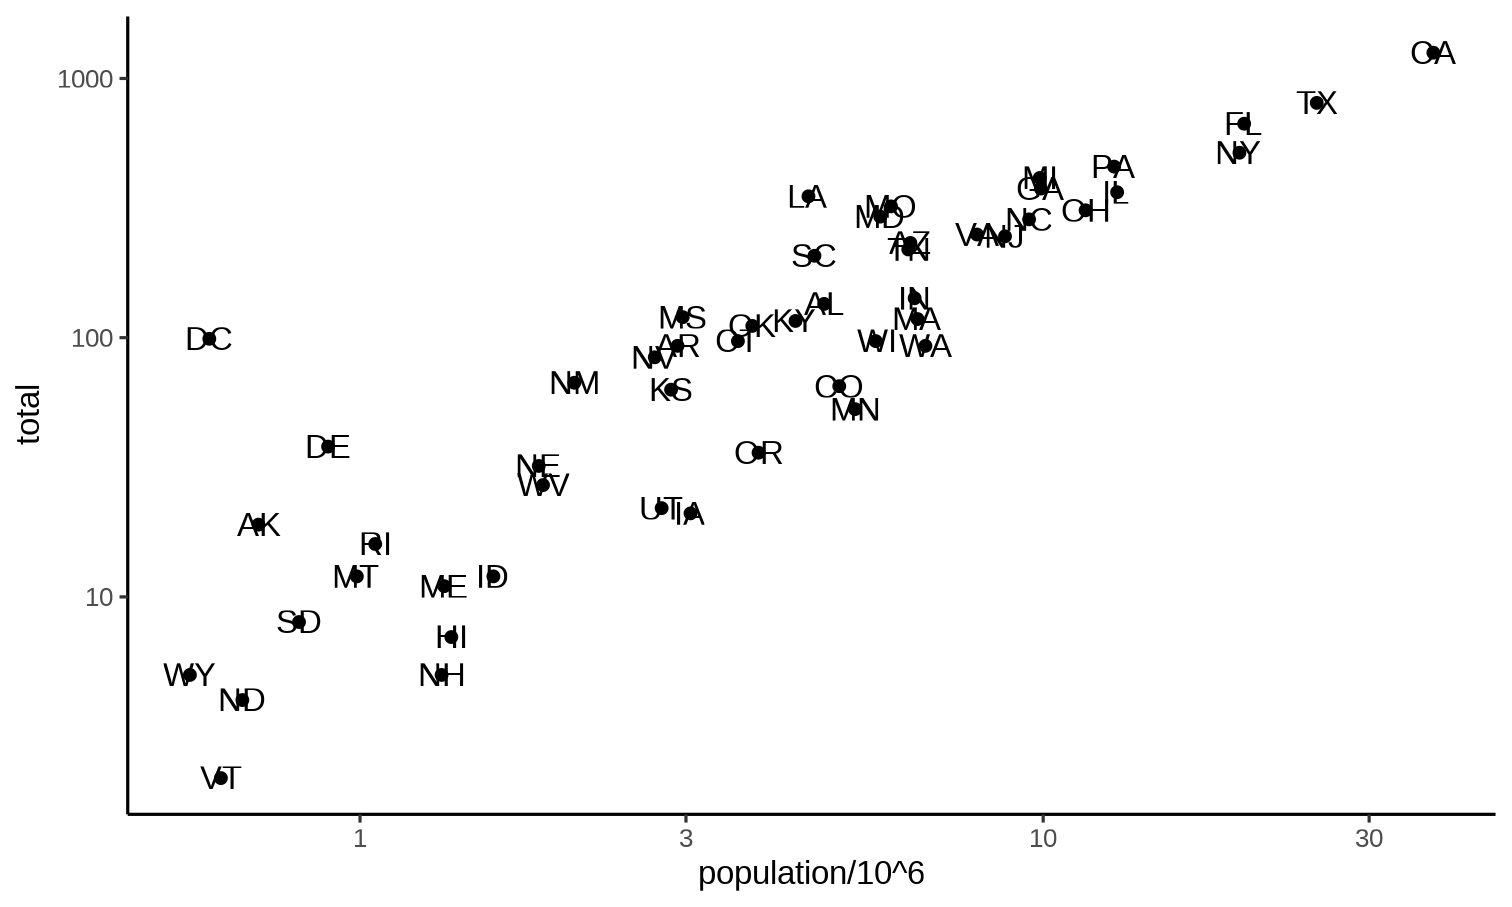 CA
1000
TX
FL
NY
PA
MI
GA
IL
LA
MO
MD
OH
NC
VA
NJ
AZ
TN
SC
IN
AL
MS
MA
OK
KY
DC
100
AR
CT
WI
WA
NV
NM
KS
CO
MN
total
DE
OR
NE
WV
UT
IA
AK
RI
MT
ME
ID
10
SD
HI
WY
NH
ND
VT
1
3
10
30
population/10^6